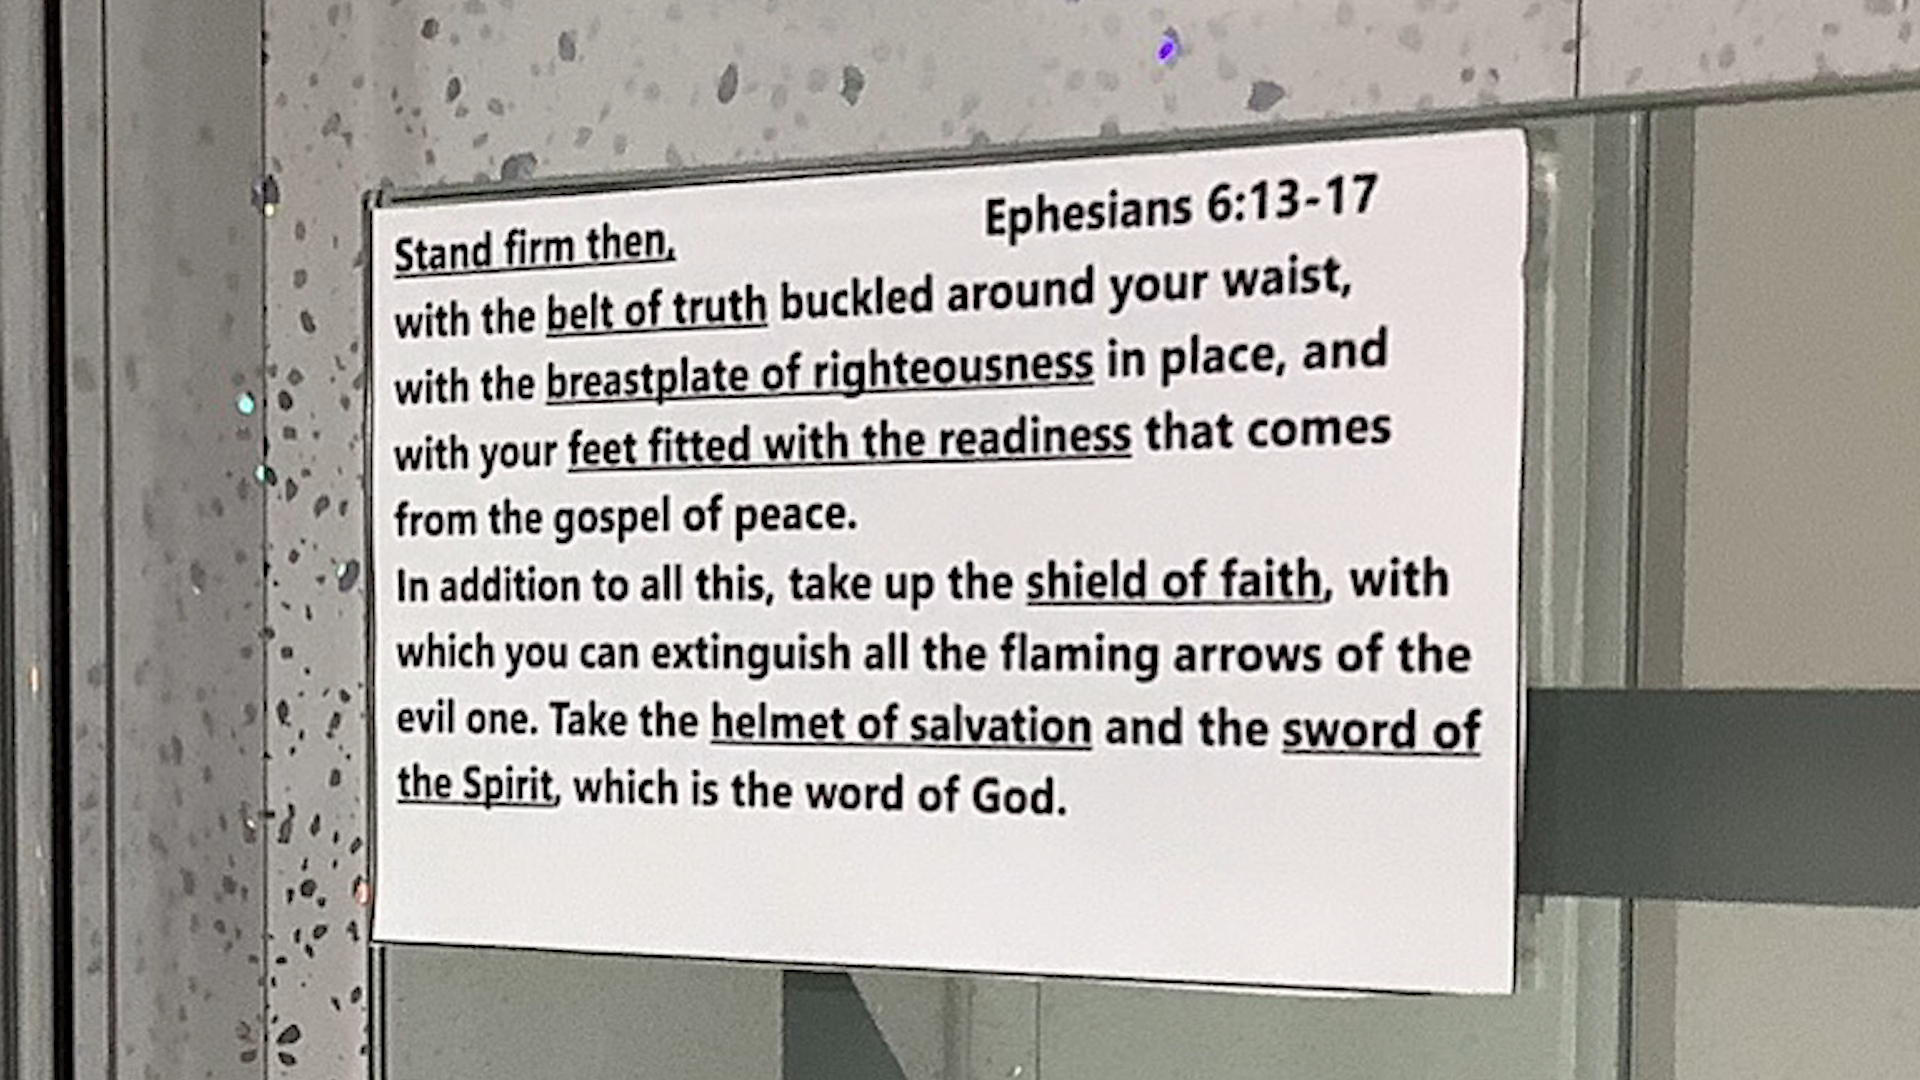 Ephesians 6:13-17
Stand firm then,
with the belt of truth buckled around your waist,
with the breastplate of righteousness in place, and
with your feet fitted with the readiness that comes
from the gospel of peace.
In addition to all this, take up the shield of faith, with
which you can extinguish all the flaming arrows of the
evil one. Take the helmet of salvation and the sword of
the Spirit, which is the word of God.